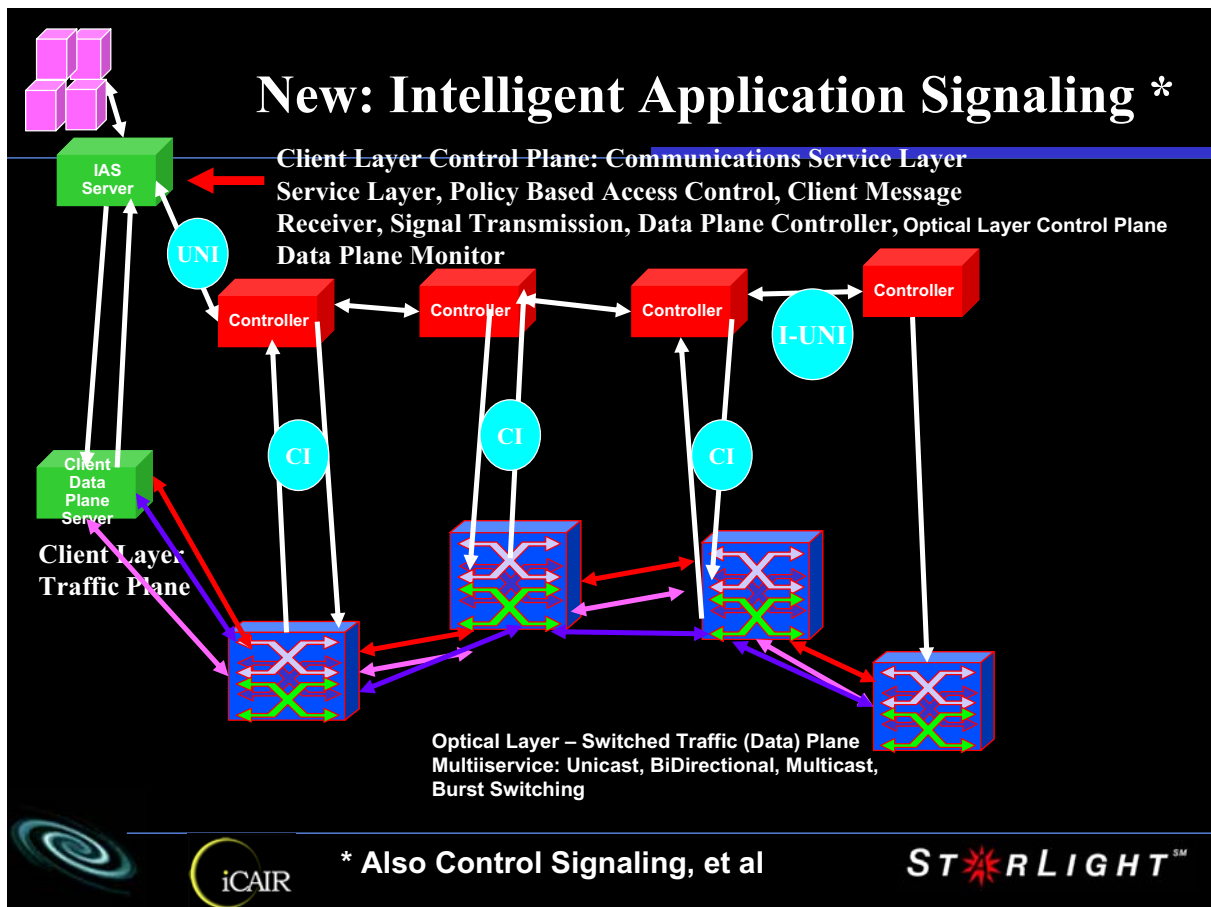 New: Intelligent Application Signaling *
IAS
Server
Client Layer Control Plane: Communications Service Layer
Service Layer, Policy Based Access Control, Client Message
Receiver, Signal Transmission, Data Plane Controller, Optical Layer Control Plane
Data Plane Monitor
UNI
Controller
Controller
Controller
Controller
I-UNI
CI
CI
CI
Client
Data
Plane
Server
Client Layer
Traffic Plane
Optical Layer – Switched Traffic (Data) Plane
Multiiservice: Unicast, BiDirectional, Multicast,
Burst Switching
* Also Control Signaling, et al
iCAIR
STARLIGHT SM